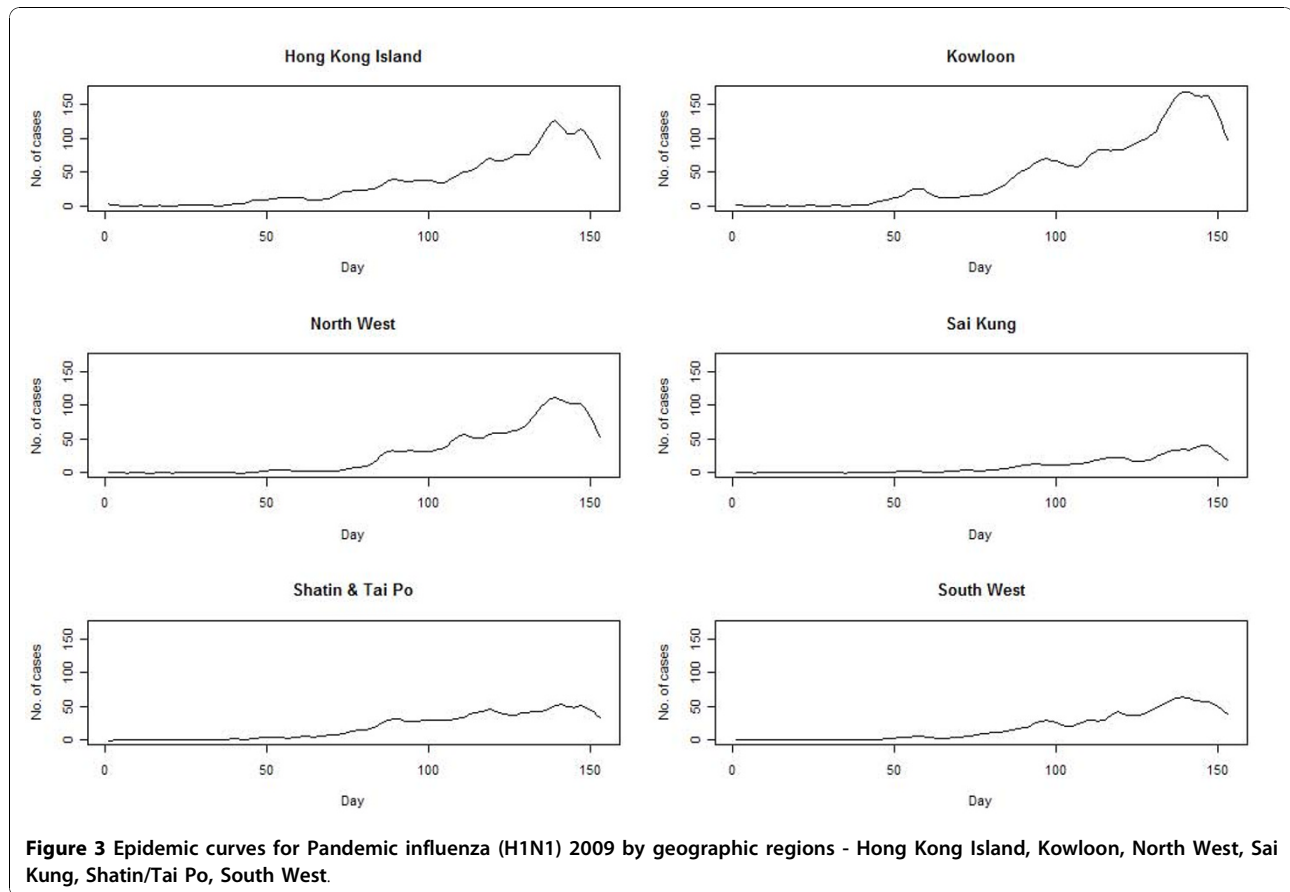 Hong Kong Island
No. of cases
150
100
50
0
0 50 100 150
Day
Kowloon
No. of cases
150
100
50
0
0 50 100 150
Day
North West
No. of cases
150
100
50
0
0 50 100 150
Day
Sai Kung
No. of cases
150
100
50
0
0 50 100 150
Day
Shatin & Tai Po
No. of cases
150
100
50
0
0 50 100 150
Day
South West
No. of cases
150
100
50
0
0 50 100 150
Day
Figure 3 Epidemic curves for Pandemic influenza (H1N1) 2009 by geographic regions - Hong Kong Island, Kowloon, North West, Sai
Kung, Shatin/Tai Po, South West.